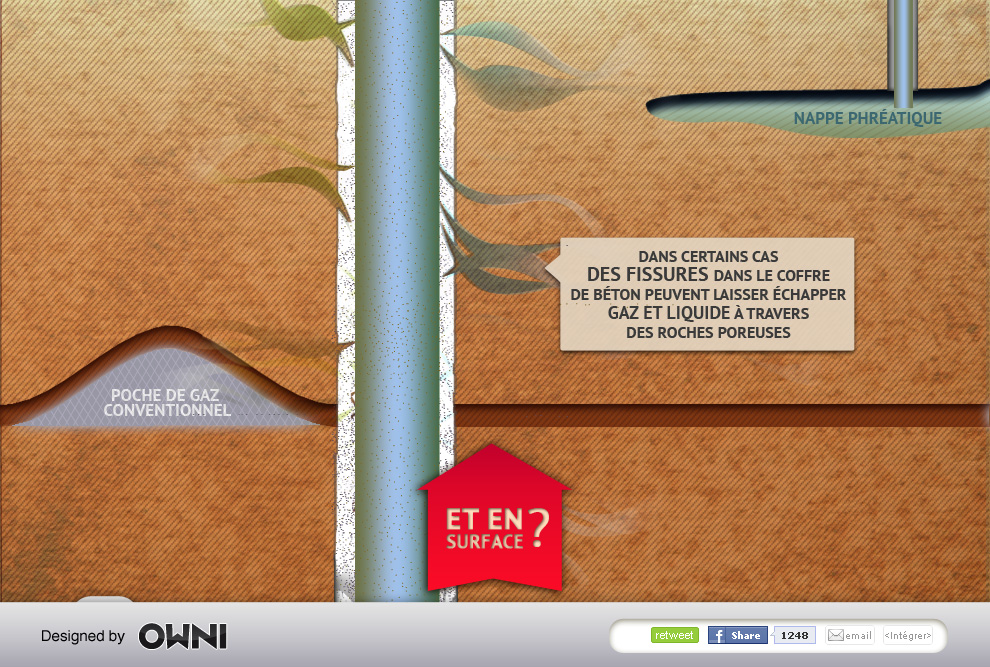 NAPPE PHRÉATIQUE
DANS CERTAINS CAS
DES FISSURES DANS LE COFFRE
DE BÉTON PEUVENT LAISSER ÉCHAPPER
GAZ ET LIQUIDE À TRAVERS
DES ROCHES POREUSES
POCHE DE GAZ
CONVENTIONNEL
ET EN
SURFACE ?
Designed by OWNI
retweet
f Share
1248
email
<Intégrer>